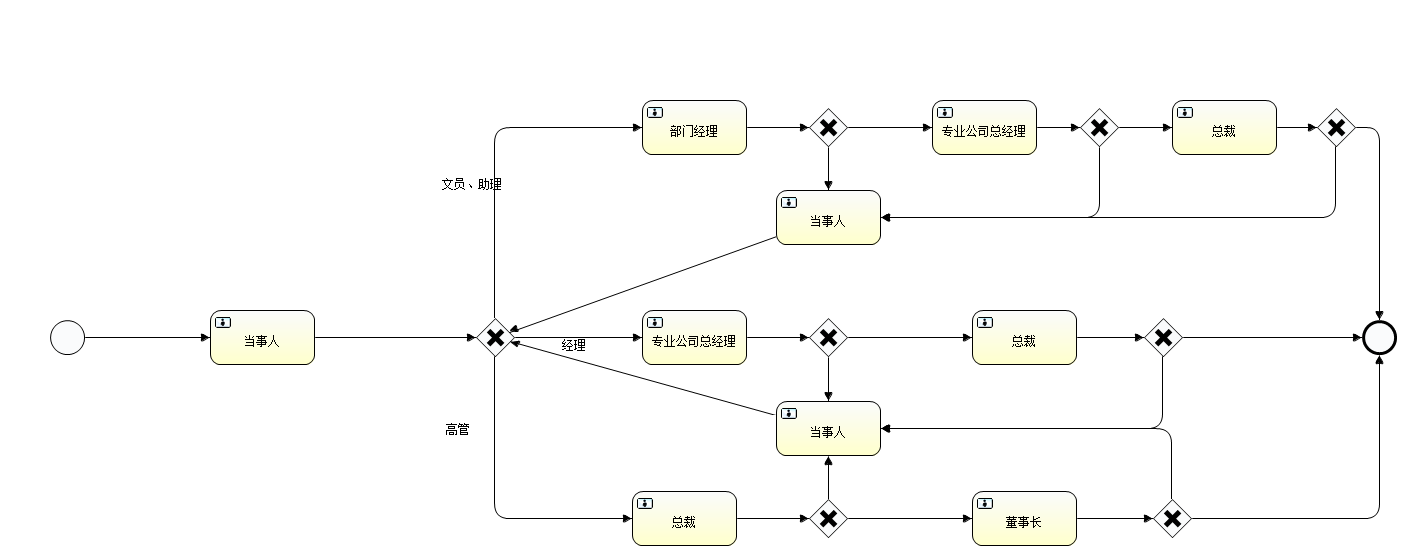 部门经理
专业公司总经理
总裁
文员、助理
当事人
当事人
专业公司总经理
经理
总裁
当事人
高管
总裁
董事长